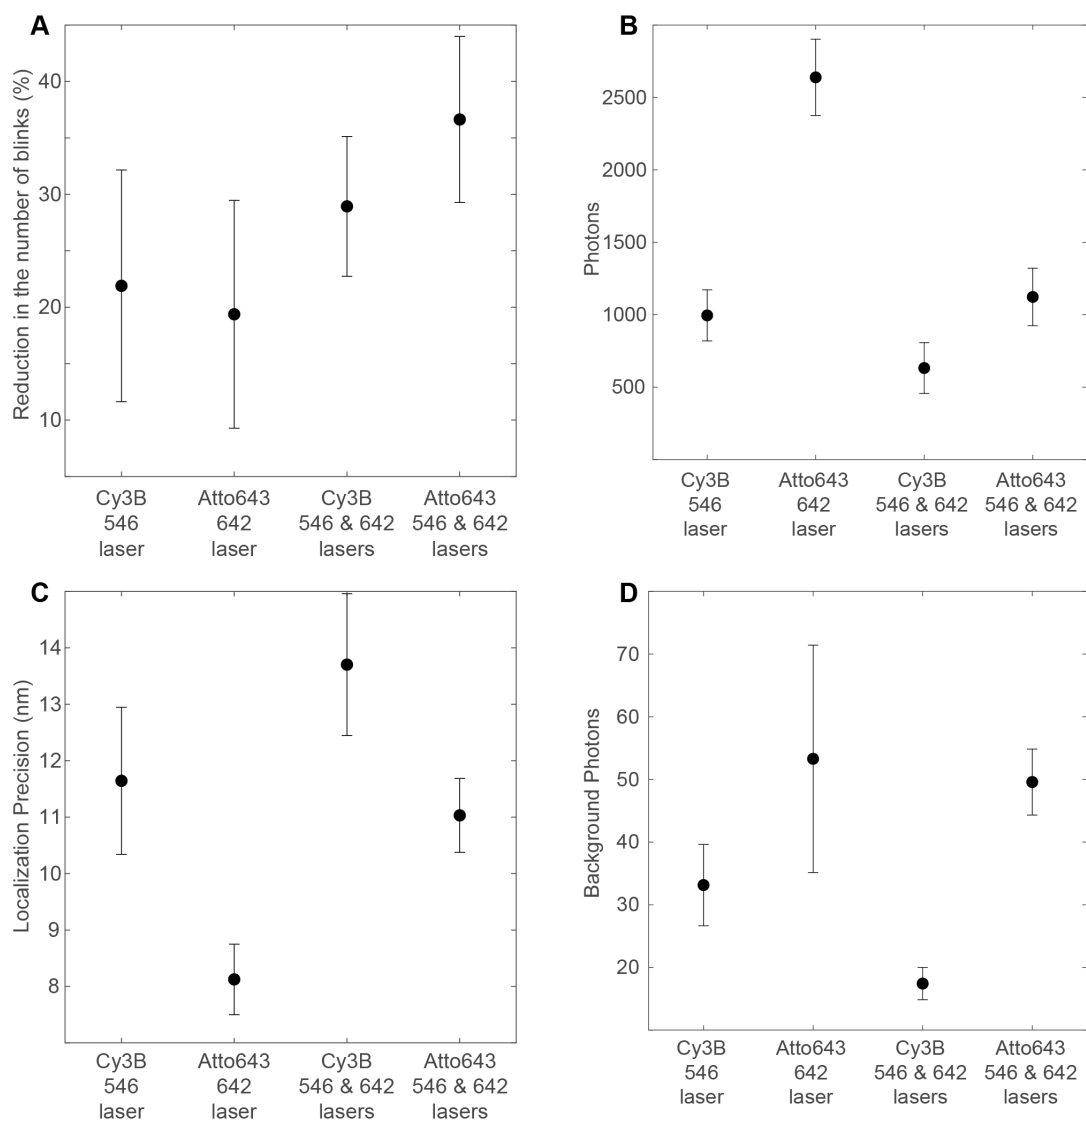 A
Reduction in the number of blinks (%)
40
30
20
10
Cy3B
546
laser
Atto643
642
laser
Cy3B
546 & 642
lasers
Atto643
546 & 642
lasers
B
Photons
2500
2000
1500
1000
500
Cy3B
546
laser
Atto643
642
laser
Cy3B
546 & 642
lasers
Atto643
546 & 642
lasers
C
Localization Precision (nm)
14
13
12
11
10
9
8
Cy3B
546
laser
Atto643
642
laser
Cy3B
546 & 642
lasers
Atto643
546 & 642
lasers
D
Background Photons
70
60
50
40
30
20
Cy3B
546
laser
Atto643
642
laser
Cy3B
546 & 642
lasers
Atto643
546 & 642
lasers